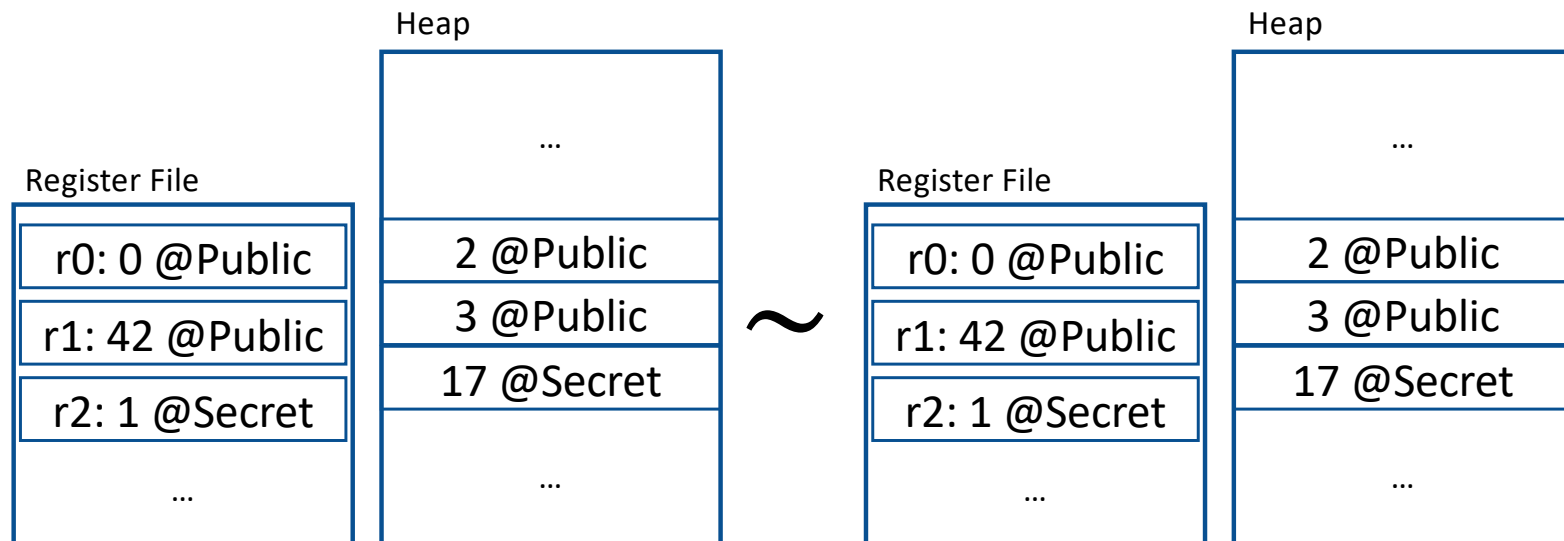 Heap
...
Register File
2 @Public
r0: 0 @Public
3 @Public
r1: 42 @Public
17 @Secret
r2: 1 @Secret
...
...
~
Heap
...
Register File
2 @Public
r0: 0 @Public
3 @Public
r1: 42 @Public
17 @Secret
r2: 1 @Secret
...
...